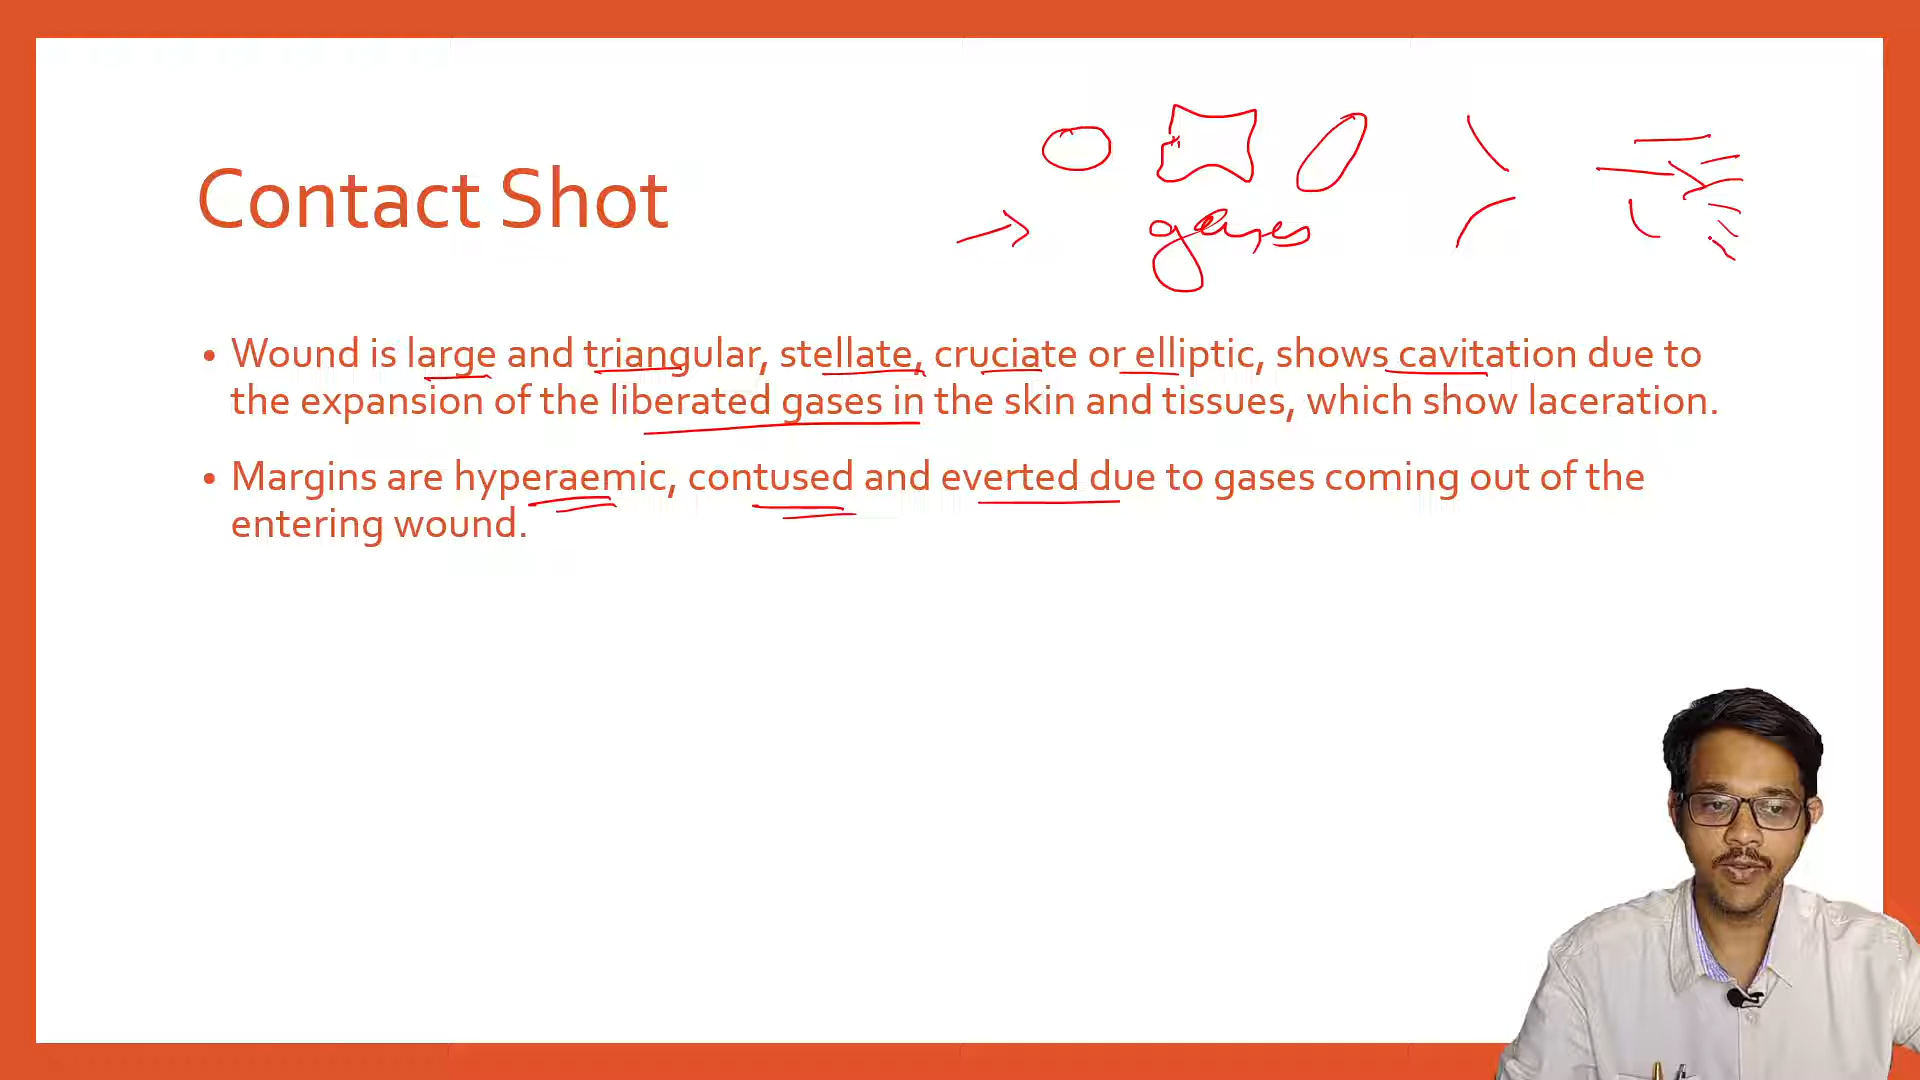 Contact Shot
gases
• Wound is large and triangular, stellate, cruciate or elliptic, shows cavitation due to
the expansion of the liberated gases in the skin and tissues, which show laceration.
• Margins are hyperaemic, contused and everted due to gases coming out of the
entering wound.